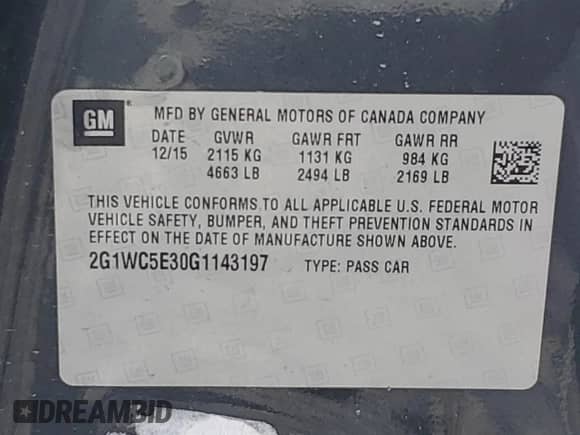 GM ®
MFD BY GENERAL MOTORS OF CANADA COMPANY
DATE GVWR GAWR FRT GAWR RR
12/15 2115 KG 1131 KG 984 KG
4663 LB 2494 LB 2169 LB
THIS VEHICLE CONFORMS TO ALL APPLICABLE U.S. FEDERAL MOTOR
VEHICLE SAFETY, BUMPER, AND THEFT PREVENTION STANDARDS IN
EFFECT ON THE DATE OF MANUFACTURE SHOWN ABOVE.
2G1WC5E30G1143197 TYPE: PASS CAR
DREAMBID